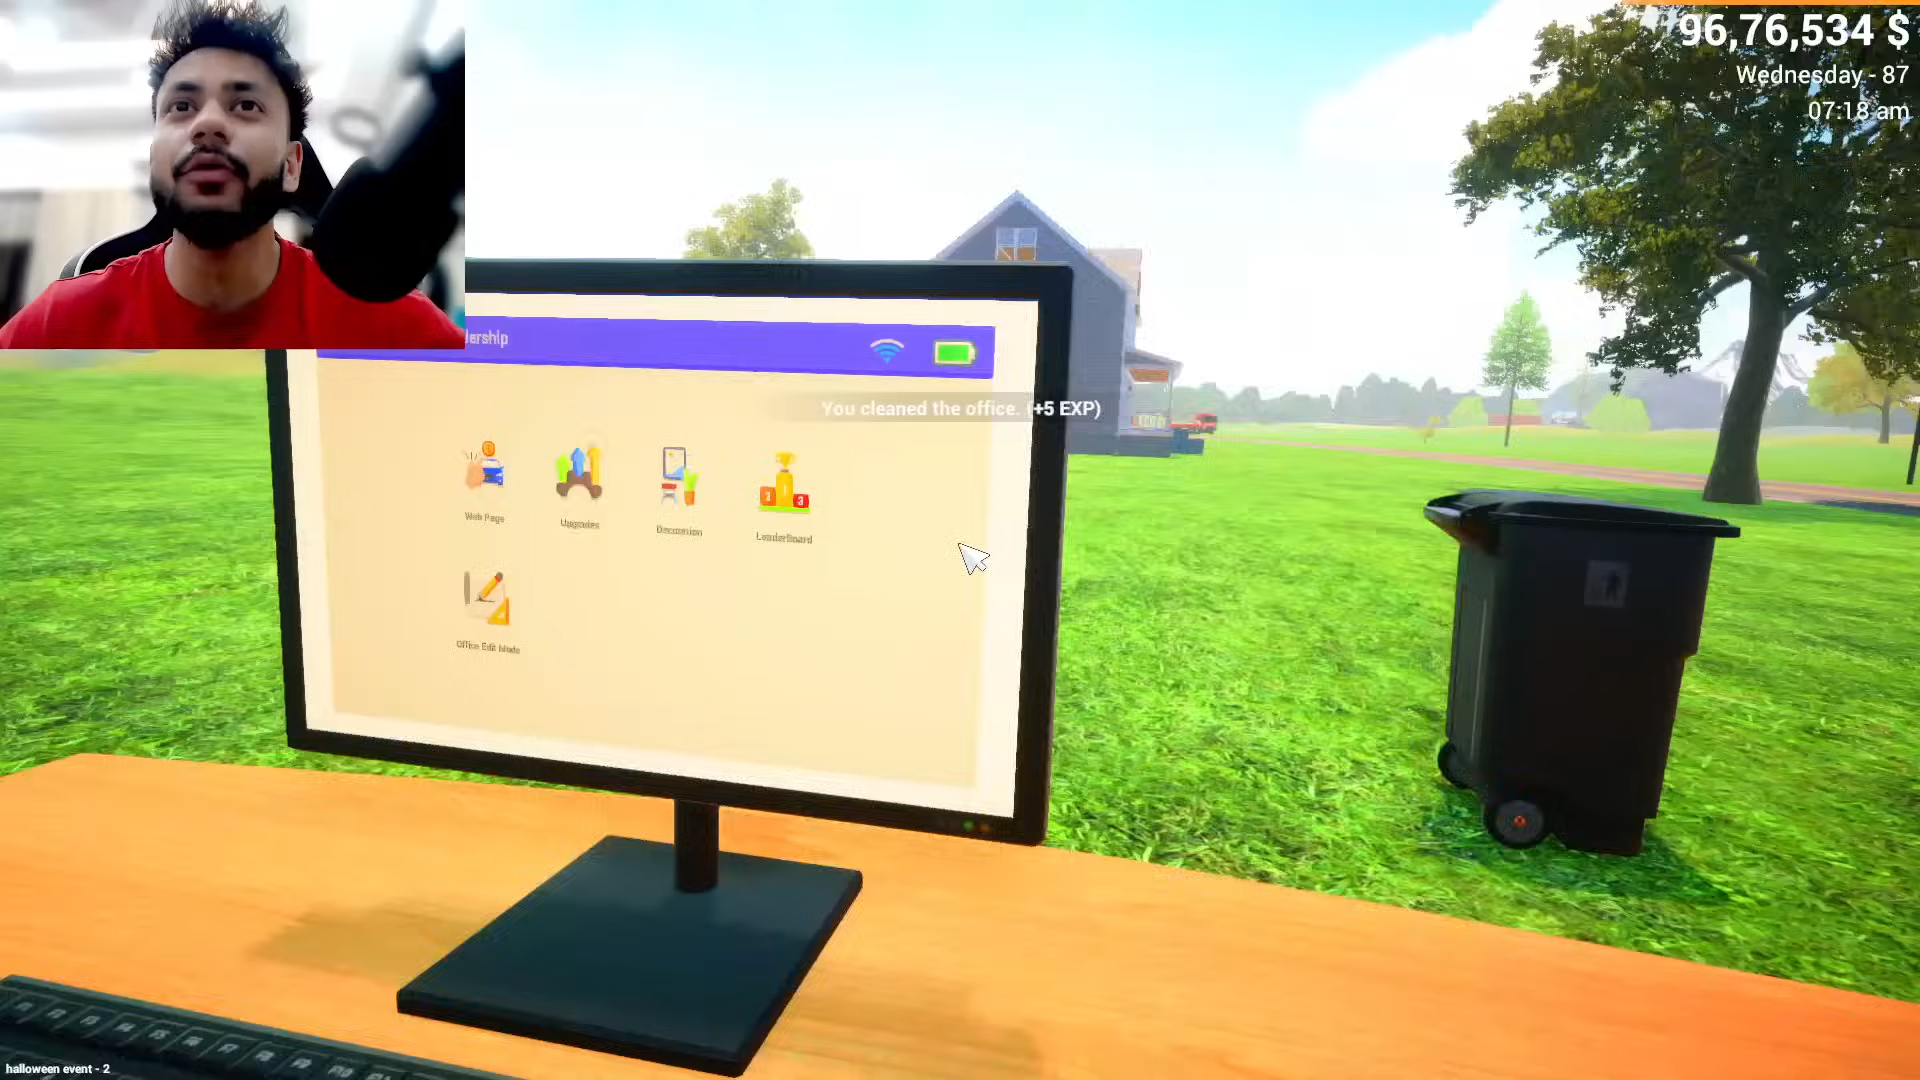 96,76,534 $
Wednesday - 87
07:18 am
dership
You cleaned the office. (+5 EXP)
Web Page
Upgrades
Decoration
LeaderBoard
Office Edit Mode
halloween event - 2